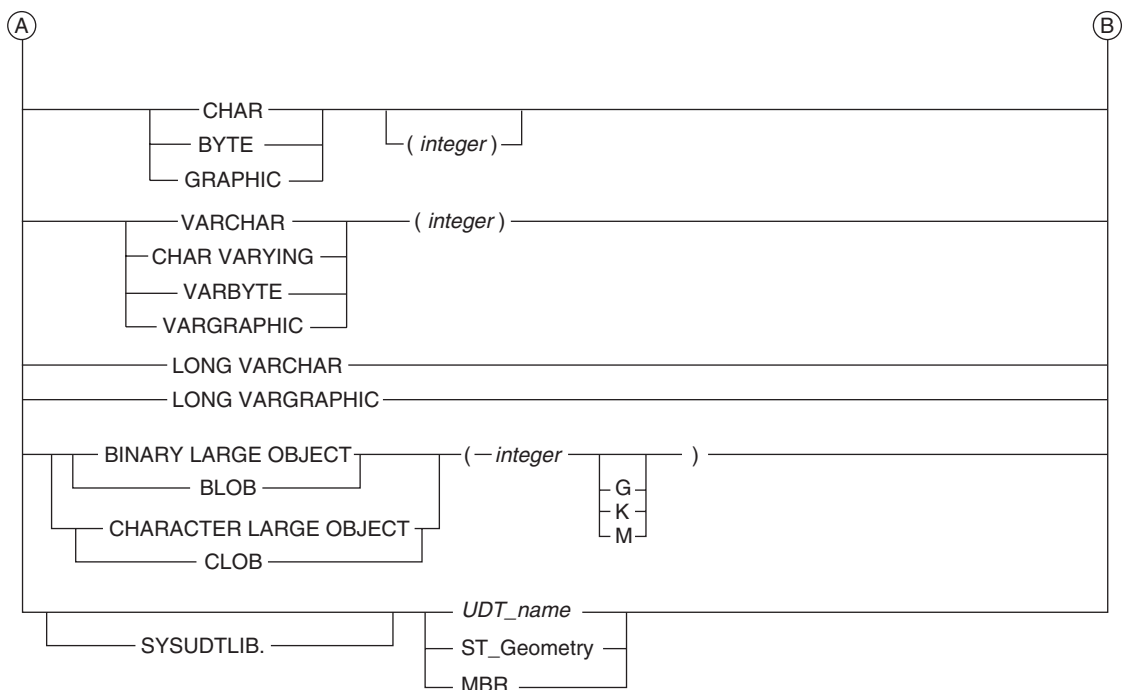 A B
CHAR
BYTE ( integer )
GRAPHIC
VARCHAR ( integer )
CHAR VARYING
VARBYTE
VARGRAPHIC
LONG VARCHAR
LONG VARGRAPHIC
BINARY LARGE OBJECT ( integer )
BLOB G
K
CHARACTER LARGE OBJECT M
CLOB
UDT_name
SYSUDTLIB. ST_Geometry
MBR